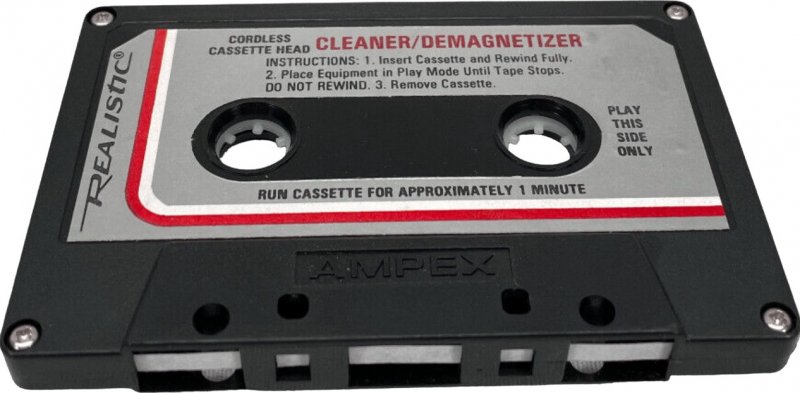 REALISTIC®
CORDLESS
CASSETTE HEAD CLEANER/DEMAGNETIZER
INSTRUCTIONS: 1. Insert Cassette and Rewind Fully.
2. Place Equipment in Play Mode Until Tape Stops.
DO NOT REWIND. 3. Remove Cassette.
PLAY
THIS
SIDE
ONLY
RUN CASSETTE FOR APPROXIMATELY 1 MINUTE
AMPEX